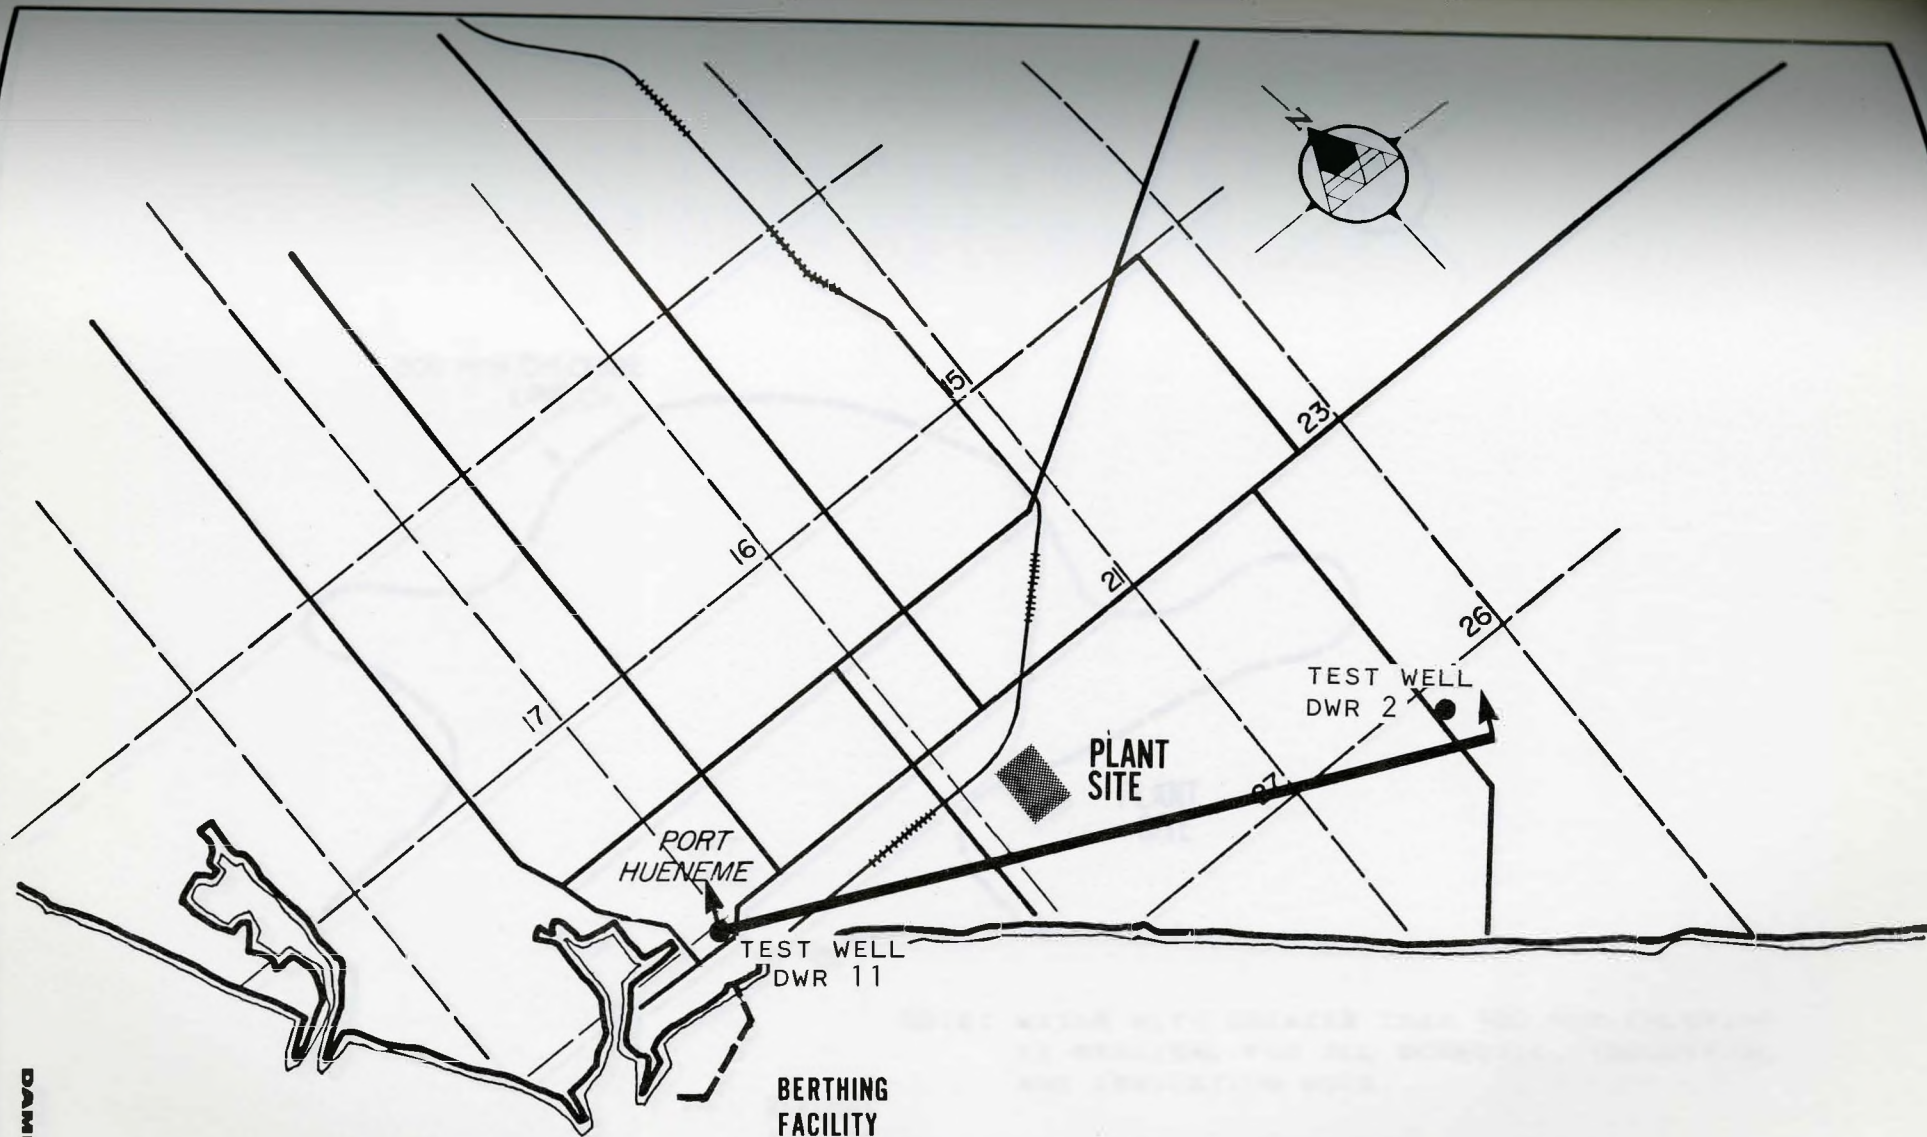 N
15
23
16
21
26
17
TEST WELL
DWR 2
PLANT
SITE
27
PORT
HUENEME
TEST WELL
DWR 11
BERTHING
FACILITY